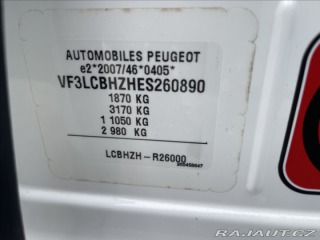 AUTOMOBILES PEUGEOT
e2*2007/46*0405*
VF3LCBHZHES260890
1870 KG
3170 KG
1 1050 KG
2 980 KG
LCBHZH - R26000
RAJAUT.CZ